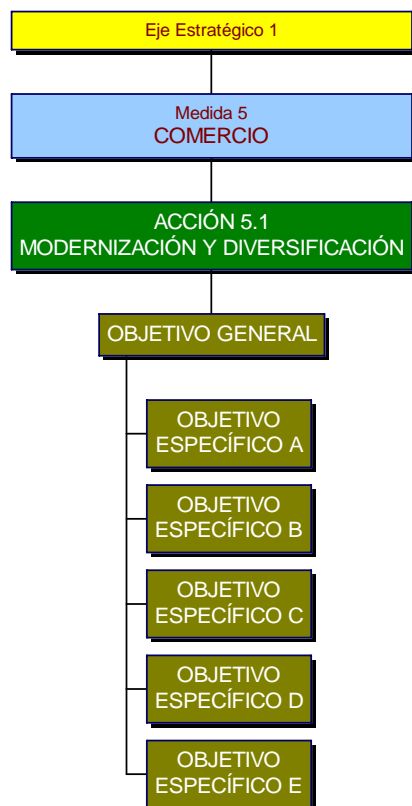 Eje Estratégico 1
Medida 5
COMERCIO
ACCIÓN 5.1
MODERNIZACIÓN Y DIVERSIFICACIÓN
OBJETIVO GENERAL
OBJETIVO
ESPECÍFICO A
OBJETIVO
ESPECÍFICO B
OBJETIVO
ESPECÍFICO C
OBJETIVO
ESPECÍFICO D
OBJETIVO
ESPECÍFICO E